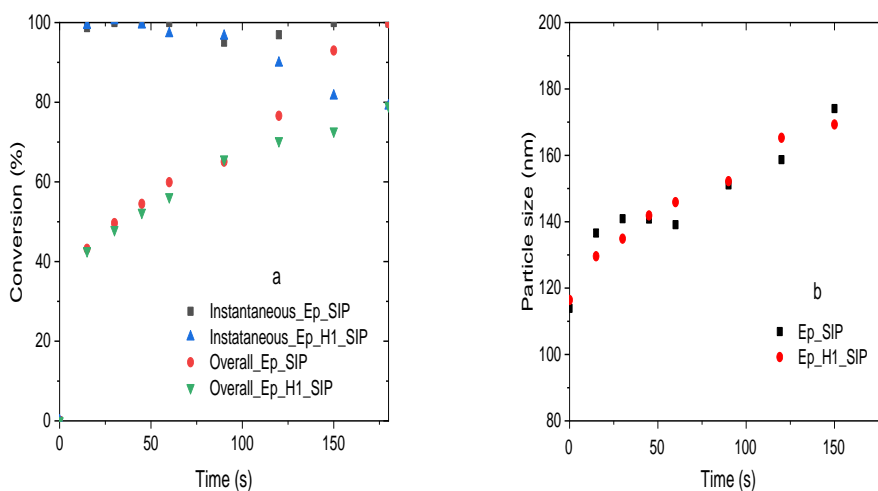 100
80
60
40
20
0
Conversion (%)
a
Instantaneous_Ep_SIP
Instataneous_Ep_H1_SIP
Overall_Ep_SIP
Overall_Ep_H1_SIP
0 50 100 150
Time (s)
200
180
160
140
120
100
80
Particle size (nm)
b
Ep_SIP
Ep_H1_SIP
0 50 100 150
Time (s)